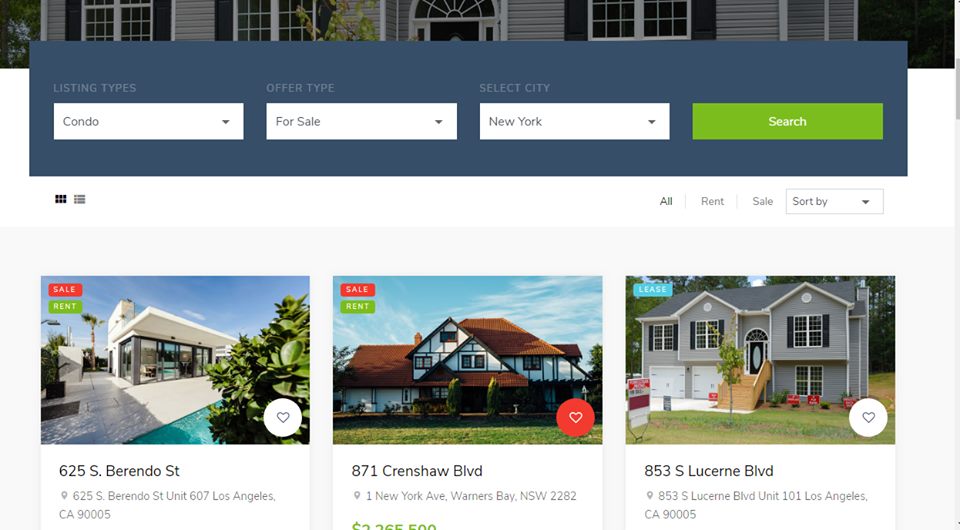 LISTING TYPES OFFER TYPE SELECT CITY
Condo For Sale New York Search
All Rent Sale Sort by
SALE
RENT
SALE
RENT
LEASE
625 S. Berendo St
625 S. Berendo St Unit 607 Los Angeles,
CA 90005
871 Crenshaw Blvd
1 New York Ave, Warners Bay, NSW 2282
$2,265,500
853 S Lucerne Blvd
853 S Lucerne Blvd Unit 101 Los Angeles,
CA 90005